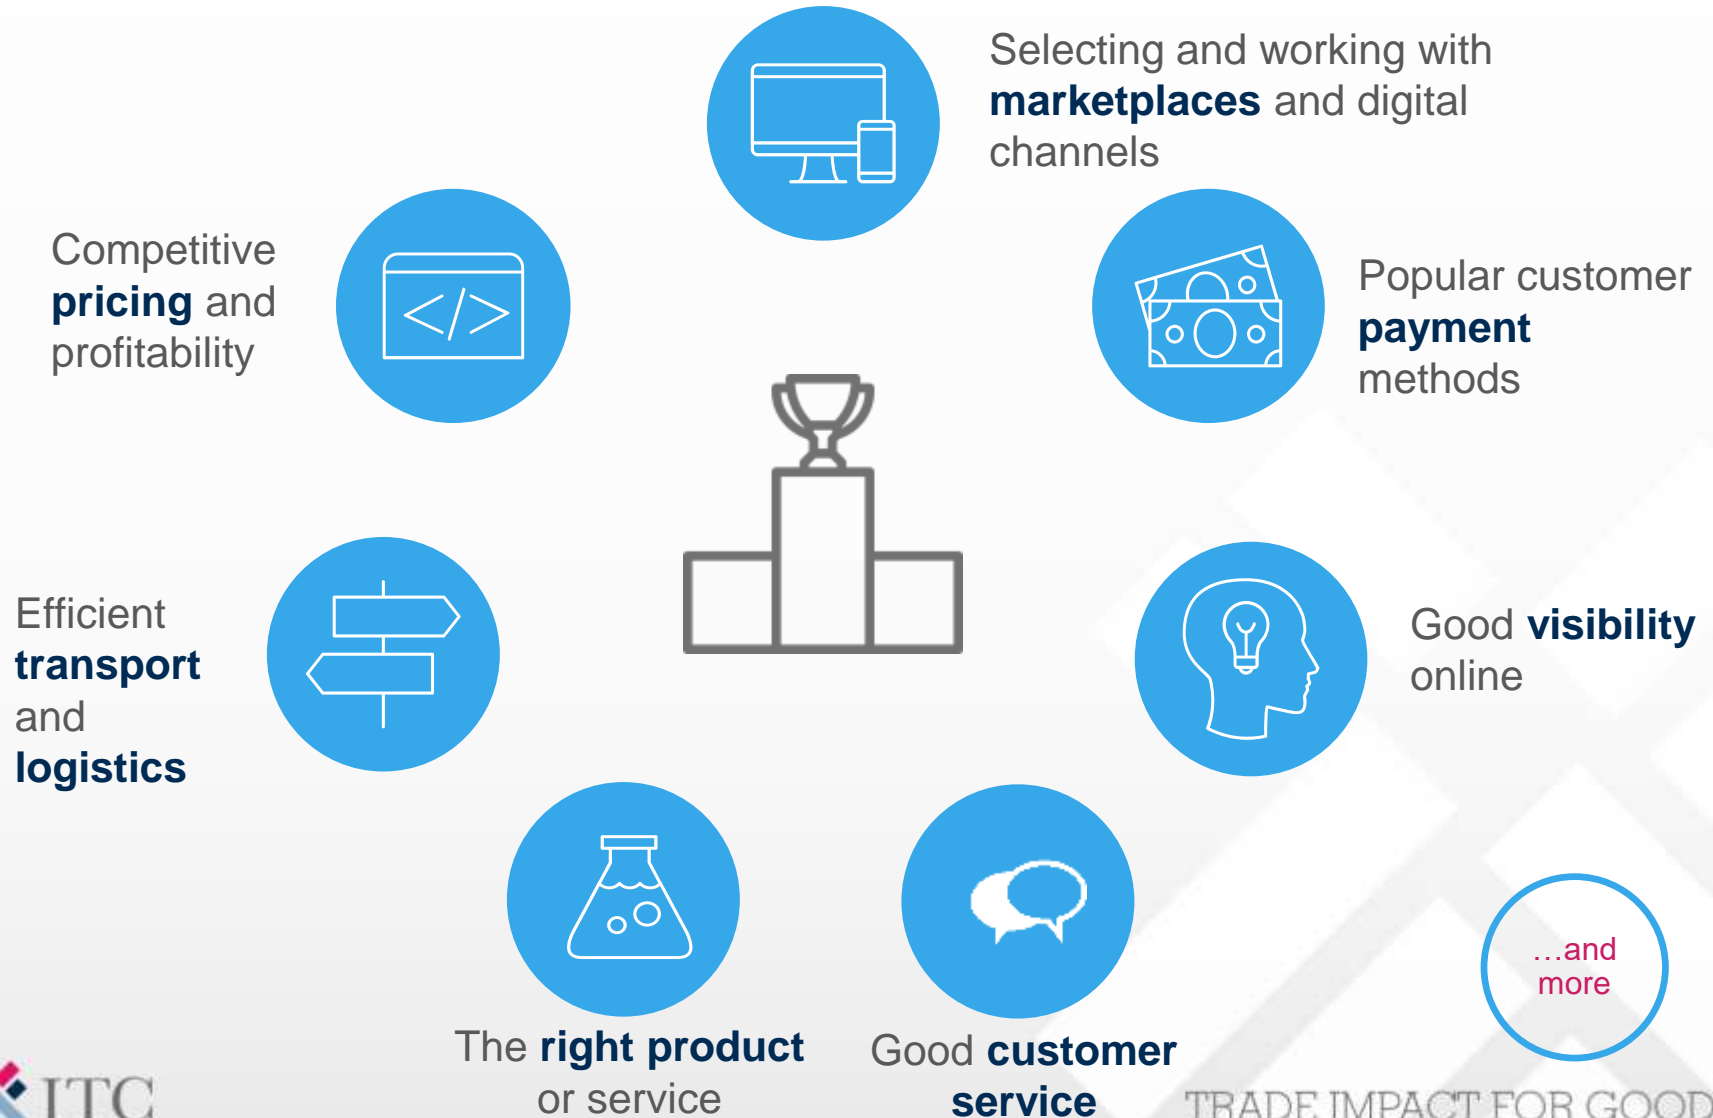 Selecting and working with
marketplaces and digital
channels
Competitive
pricing and
profitability
</>
Popular customer
payment
methods
Efficient
transport
and
logistics
Good visibility
online
…and
more
The right product
or service
Good customer
service
ITC
TRADE IMPACT FOR GOOD